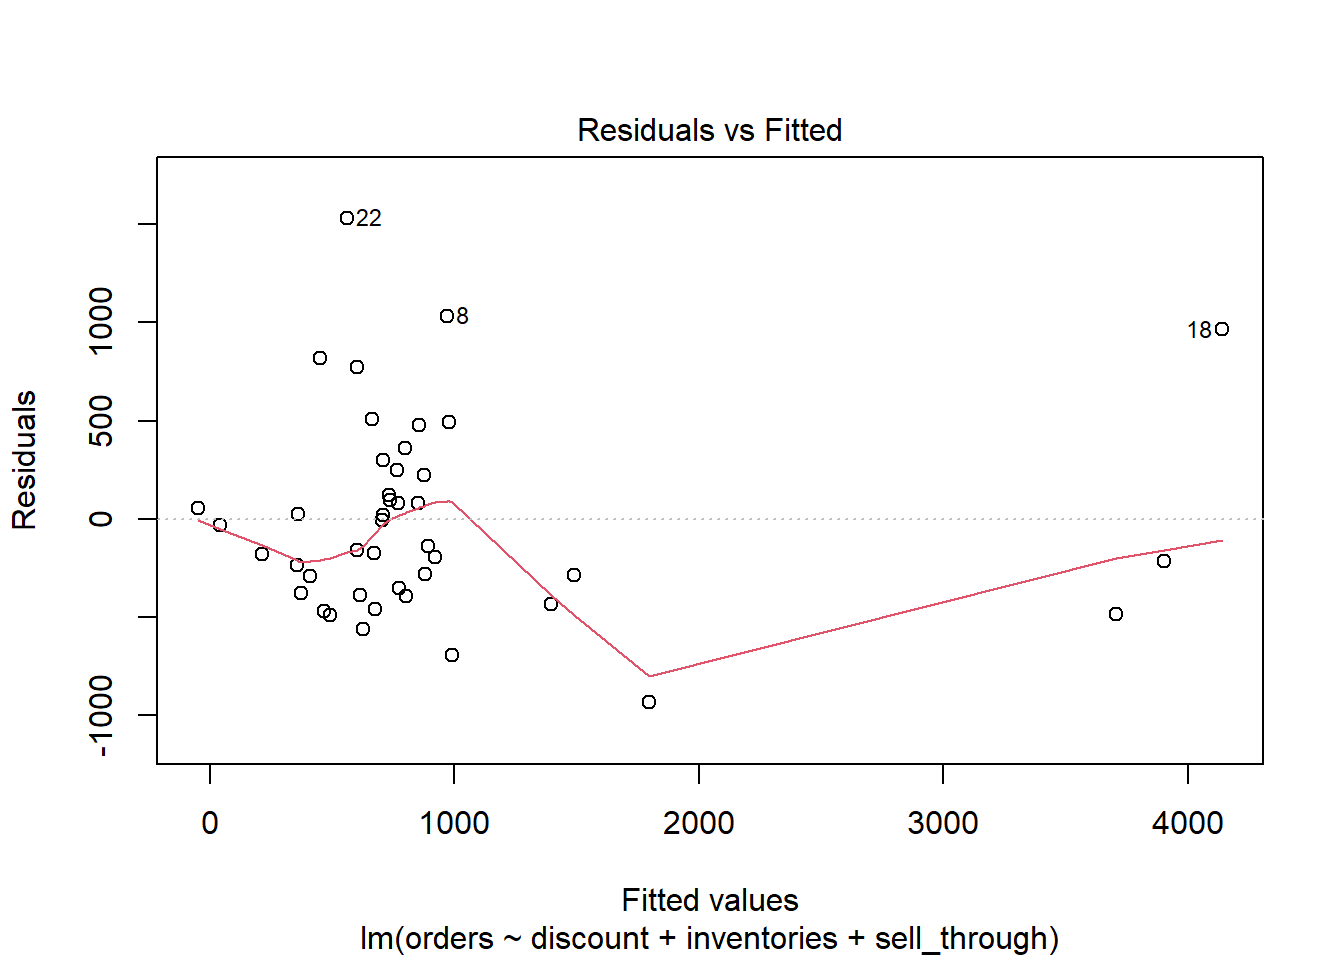 Residuals vs Fitted
Residuals
1000
500
0
-1000
22
8
18
0 1000 2000 3000 4000
Fitted values
lm(orders ~ discount + inventories + sell_through)